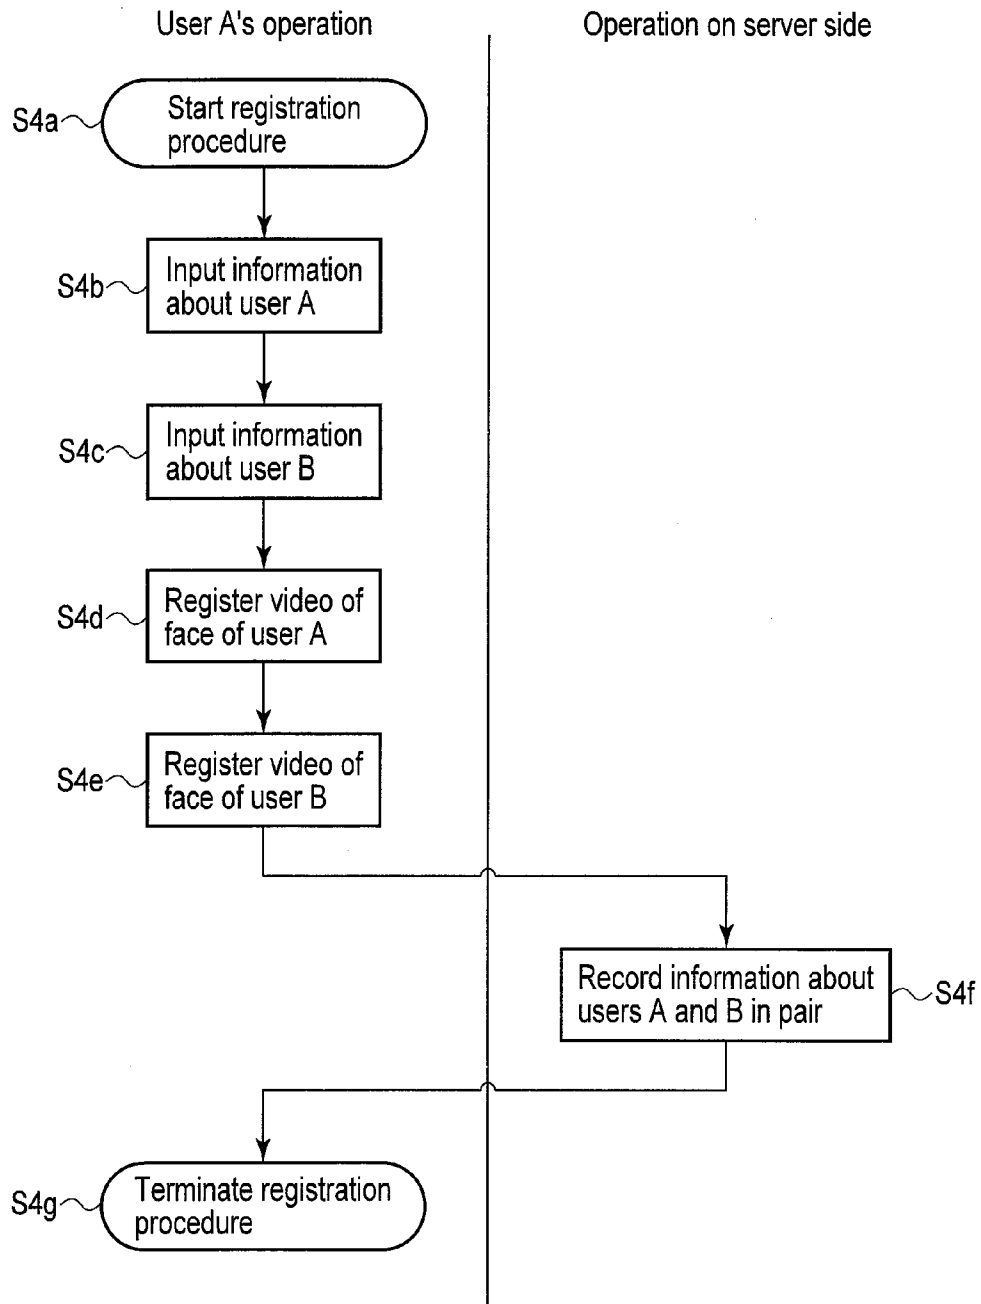 User A's operation
Operation on server side
S4a
Start registration
procedure
S4b
Input information
about user A
S4c
Input information
about user B
S4d
Register video of
face of user A
S4e
Register video of
face of user B
Record information about
users A and B in pair
S4f
S4g
Terminate registration
procedure